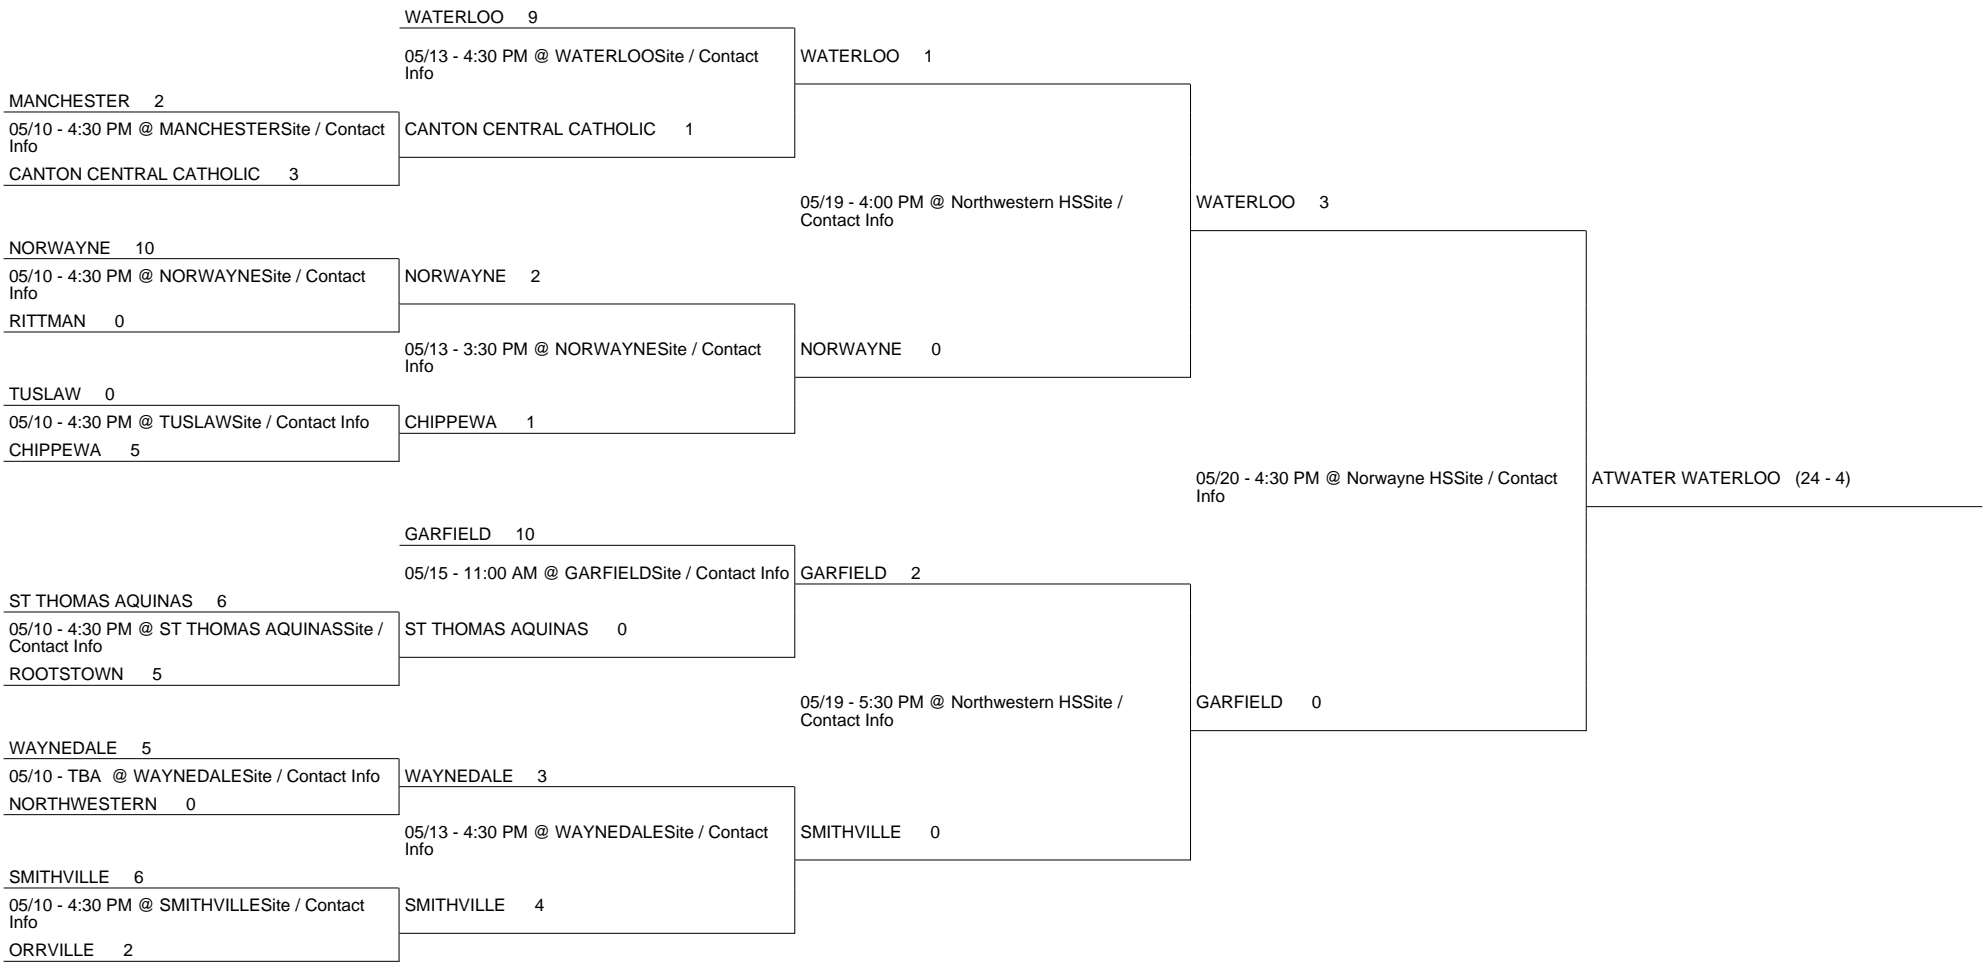 WATERLOO 9
05/13 - 4:30 PM @ WATERLOOSite / Contact
Info
WATERLOO 1
MANCHESTER 2
05/10 - 4:30 PM @ MANCHESTERSite / Contact
Info
CANTON CENTRAL CATHOLIC 1
CANTON CENTRAL CATHOLIC 3
05/19 - 4:00 PM @ Northwestern HSSite /
Contact Info
WATERLOO 3
NORWAYNE 10
05/10 - 4:30 PM @ NORWAYNESite / Contact
Info
NORWAYNE 2
RITTMAN 0
05/13 - 3:30 PM @ NORWAYNESite / Contact
Info
NORWAYNE 0
TUSLAW 0
05/10 - 4:30 PM @ TUSLAWSite / Contact Info
CHIPPEWA 1
CHIPPEWA 5
05/20 - 4:30 PM @ Norwayne HSSite / Contact
Info
ATWATER WATERLOO (24 - 4)
GARFIELD 10
05/15 - 11:00 AM @ GARFIELDSite / Contact Info
GARFIELD 2
ST THOMAS AQUINAS 6
05/10 - 4:30 PM @ ST THOMAS AQUINASSite /
Contact Info
ST THOMAS AQUINAS 0
ROOTSTOWN 5
05/19 - 5:30 PM @ Northwestern HSSite /
Contact Info
GARFIELD 0
WAYNEDALE 5
05/10 - TBA @ WAYNEDALESite / Contact Info
WAYNEDALE 3
NORTHWESTERN 0
05/13 - 4:30 PM @ WAYNEDALESite / Contact
Info
SMITHVILLE 0
SMITHVILLE 6
05/10 - 4:30 PM @ SMITHVILLESite / Contact
Info
SMITHVILLE 4
ORRVILLE 2